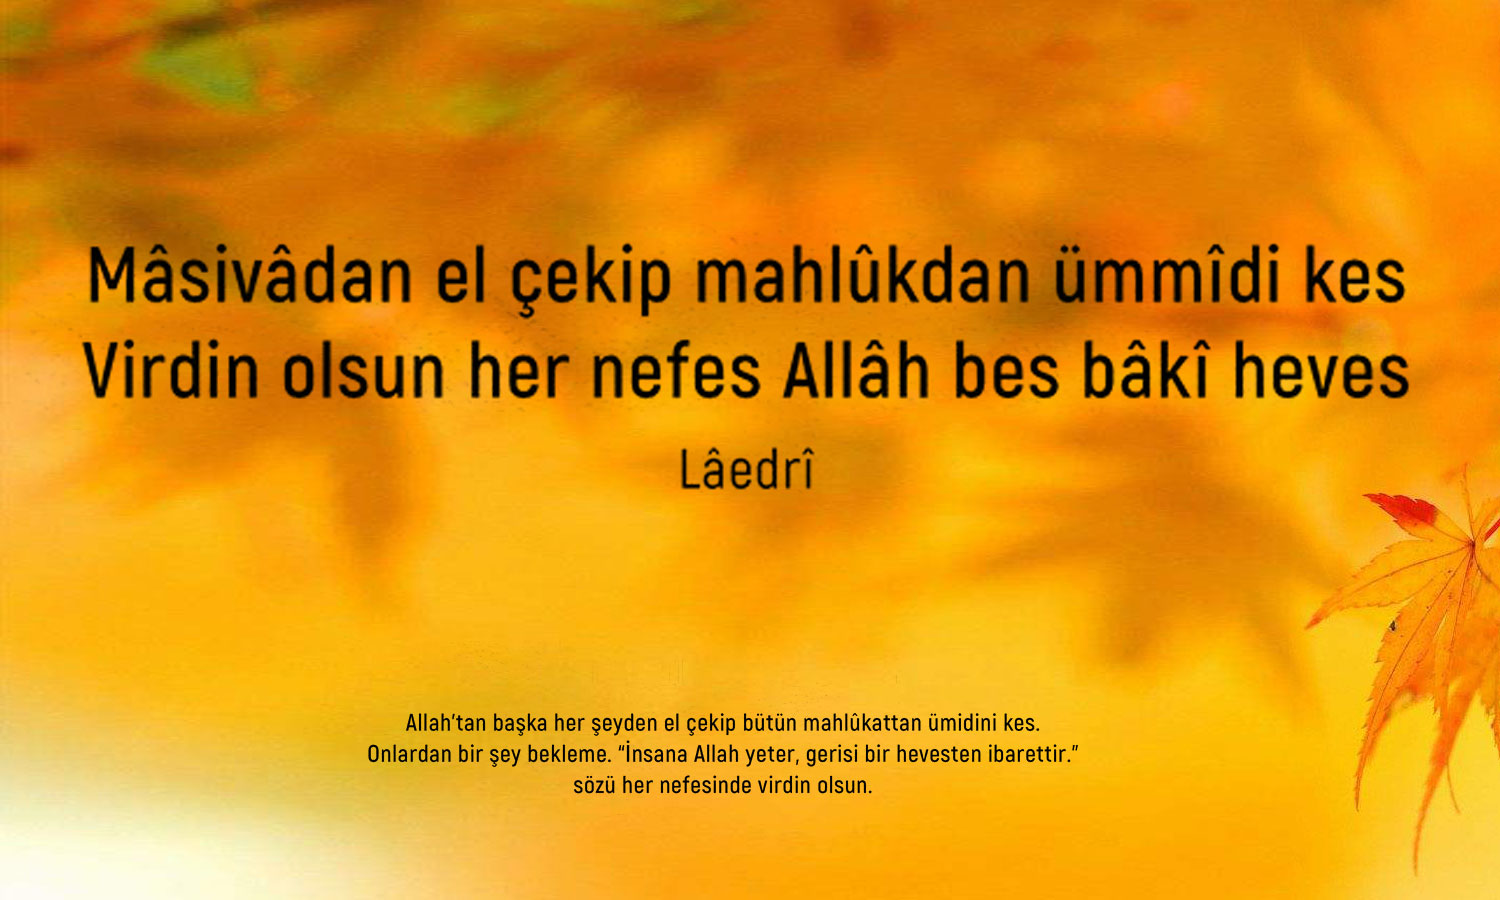 Mâsivâdan el çekip mahlûkdan ümmîdi kes
Virdin olsun her nefes Allâh bes bâkî heves
Lâedrî
Allah'tan başka her şeyden el çekip bütün mahlûkattan ümidini kes.
Onlardan bir şey bekleme. “İnsana Allah yeter, gerisi bir hevesten ibarettir.”
sözü her nefesinde virdin olsun.